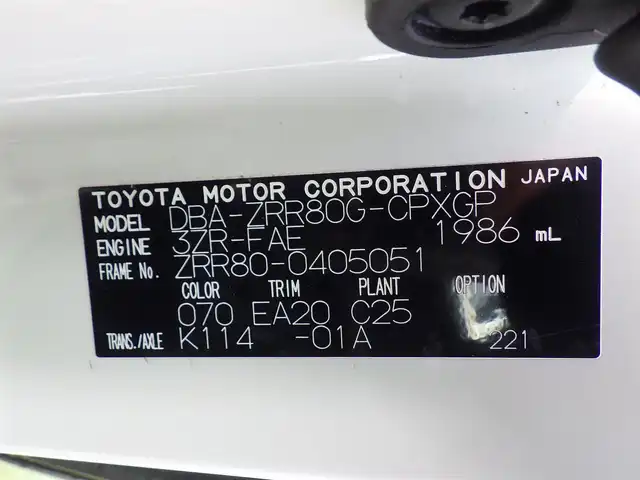 TOYOTA MOTOR CORPORATION JAPAN
MODEL DBA-ZRR80G-CPXGP
ENGINE 3ZR-FAE 1986 mL
FRAME No. ZRR80-0405051
COLOR TRIM PLANT OPTION
070 EA20 C25
TRANS./AXLE K114 -01A 221